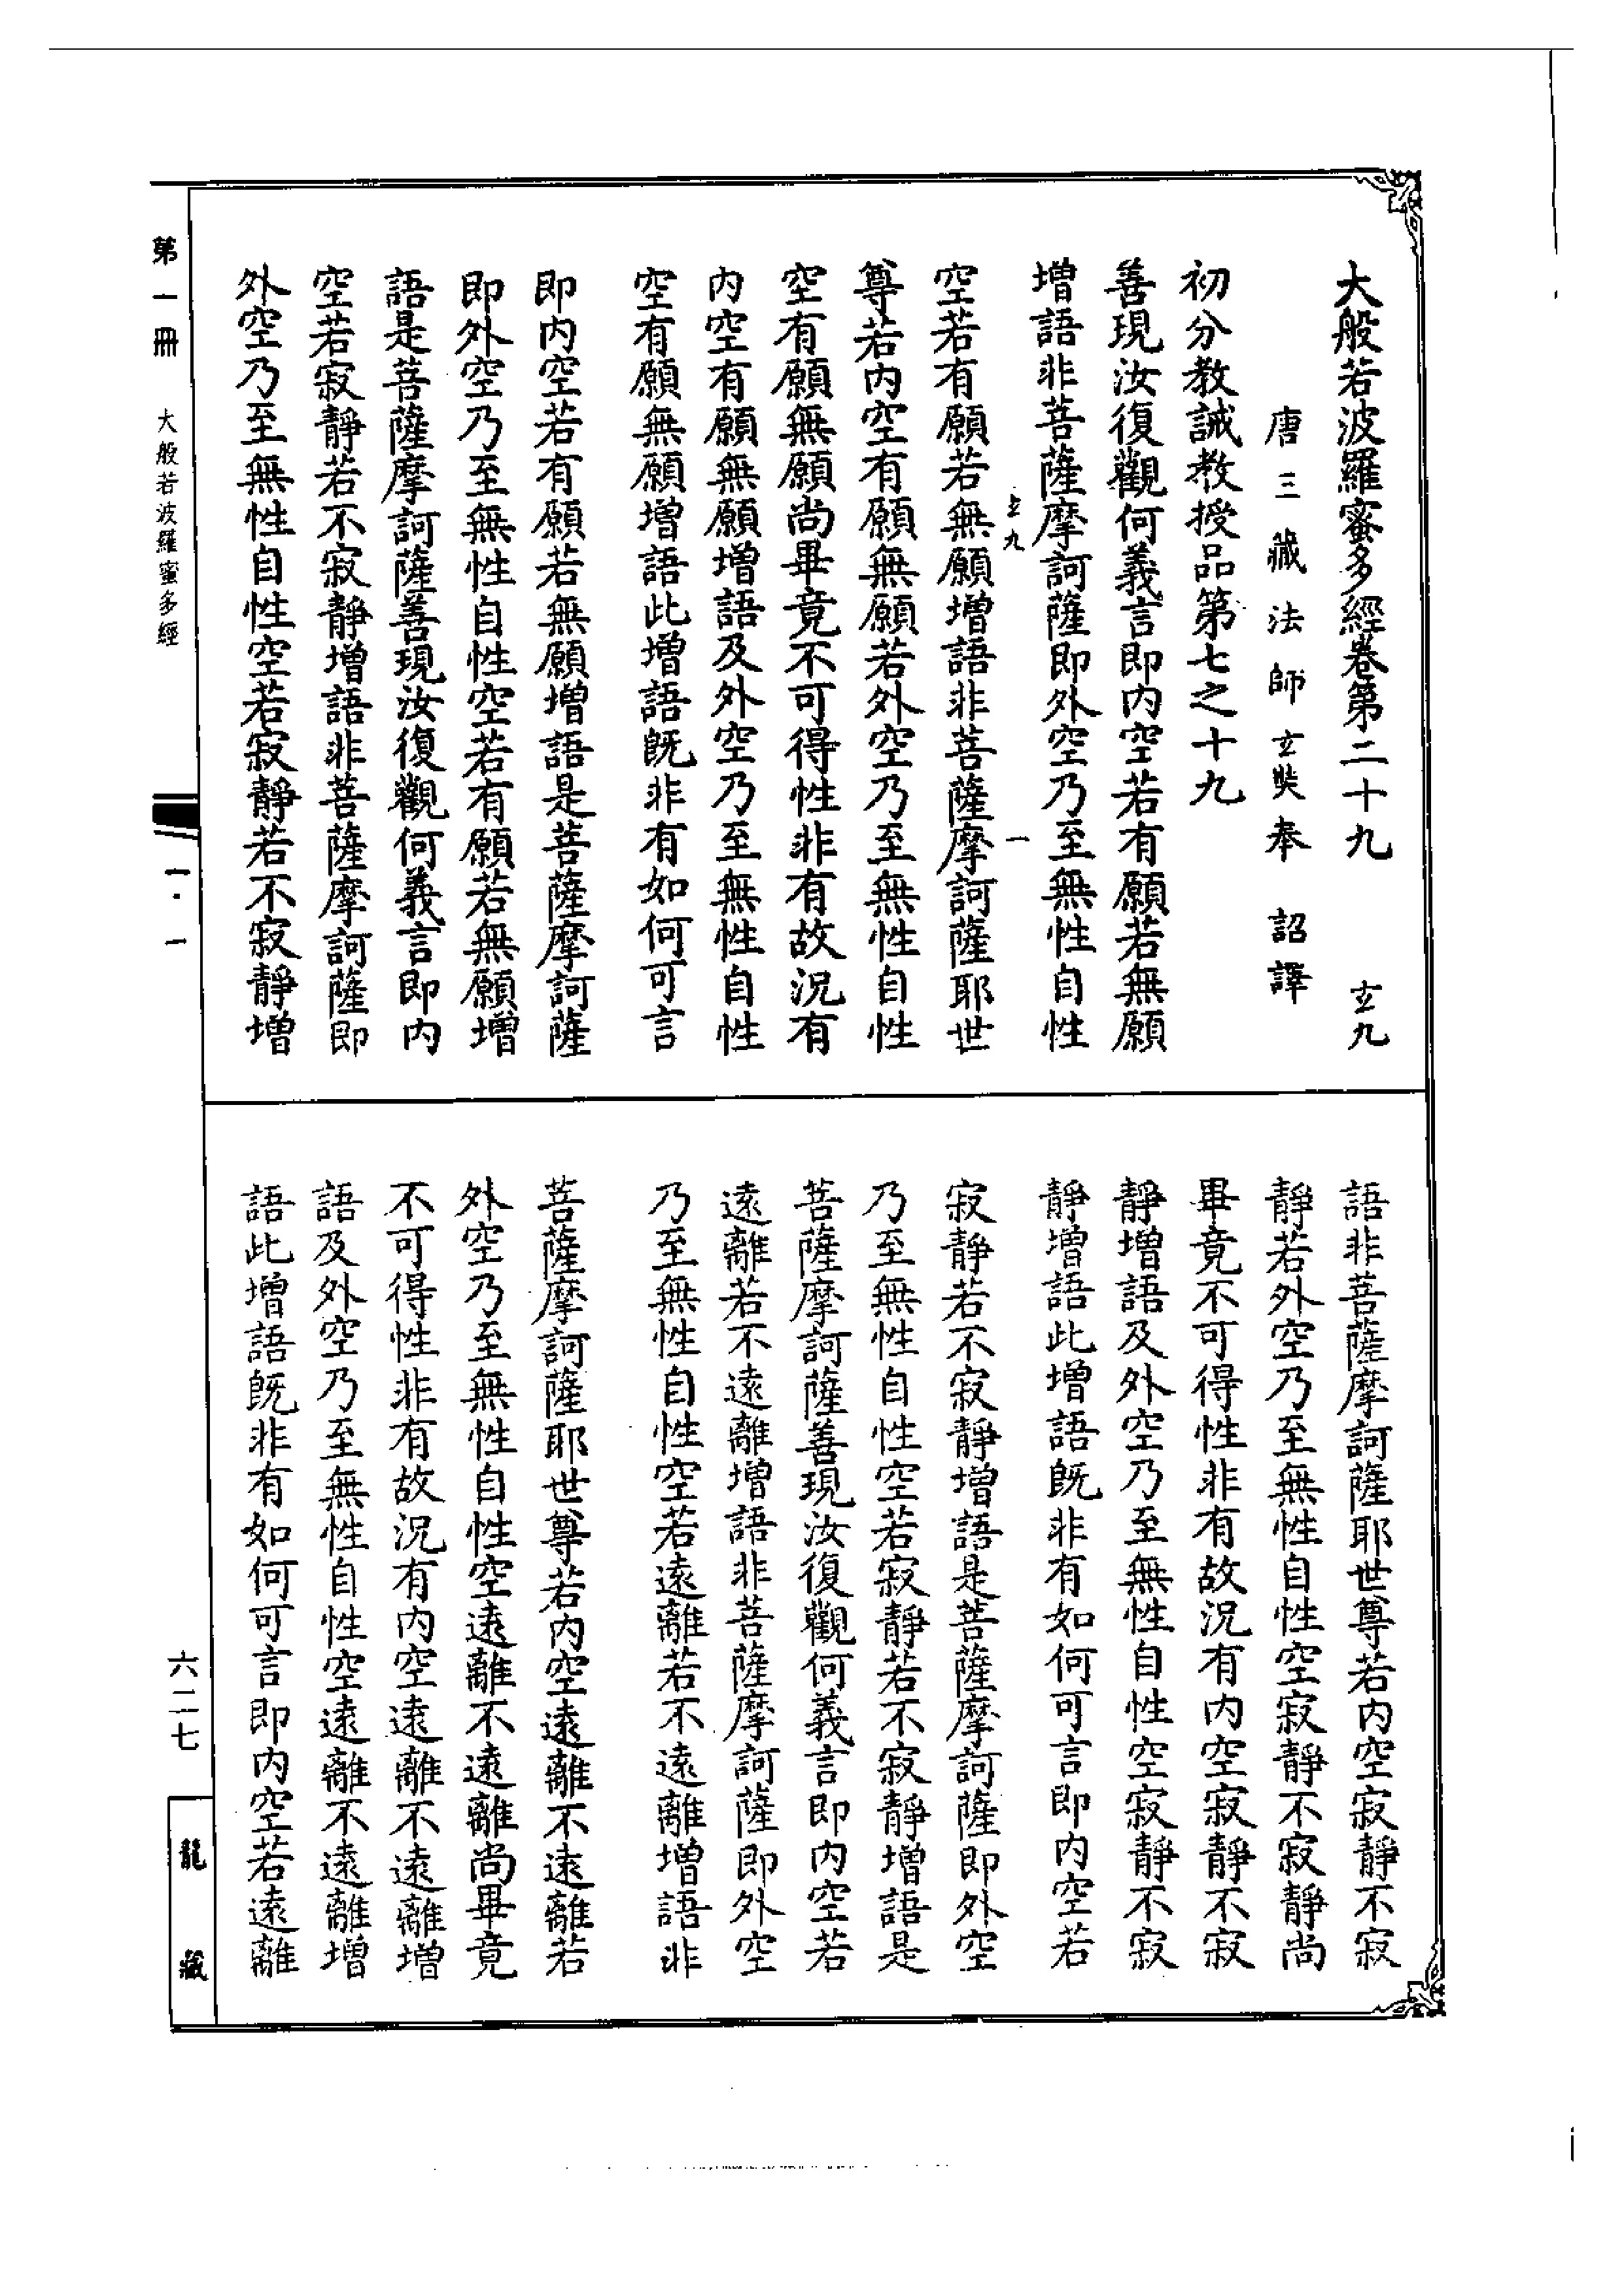 大般若波羅蜜多經卷第二十九　玄九
唐三藏法師玄奘奉　詔譯
初分教誡教授品第七之十九
善現汝復觀何義言即內空若有願若無願
增語非菩薩摩訶薩即外空乃至無性自性
玄九　一
空若有願若無願增語非菩薩摩訶薩耶世
尊若內空有願無願若外空乃至無性自性
空有願無願尚畢竟不可得性非有故況有
內空有願無願增語及外空乃至無性自性
空有願無願增語此增語旣非有如何可言
即內空若有願若無願增語是菩薩摩訶薩
即外空乃至無性自性空若有願若無願增
語是菩薩摩訶薩善現汝復觀何義言即內
空若寂靜若不寂靜增語非菩薩摩訶薩即
外空乃至無性自性空若寂靜若不寂靜增
語非菩薩摩訶薩耶世尊若內空寂靜不寂
靜若外空乃至無性自性空寂靜不寂靜尚
畢竟不可得性非有故況有內空寂靜不寂
靜增語及外空乃至無性自性空寂靜不寂
靜增語此增語旣非有如何可言即內空若
寂靜若不寂靜增語是菩薩摩訶薩即外空
乃至無性自性空若寂靜若不寂靜增語是
菩薩摩訶薩善現汝復觀何義言即內空若
遠離若不遠離增語非菩薩摩訶薩即外空
乃至無性自性空若遠離若不遠離增語非
菩薩摩訶薩耶世尊若內空遠離不遠離若
外空乃至無性自性空遠離不遠離尚畢竟
不可得性非有故況有內空遠離不遠離增
語及外空乃至無性自性空遠離不遠離增
語此增語旣非有如何可言即內空若遠離
第一冊　大般若波羅蜜多經　一·一
六二七
龍藏